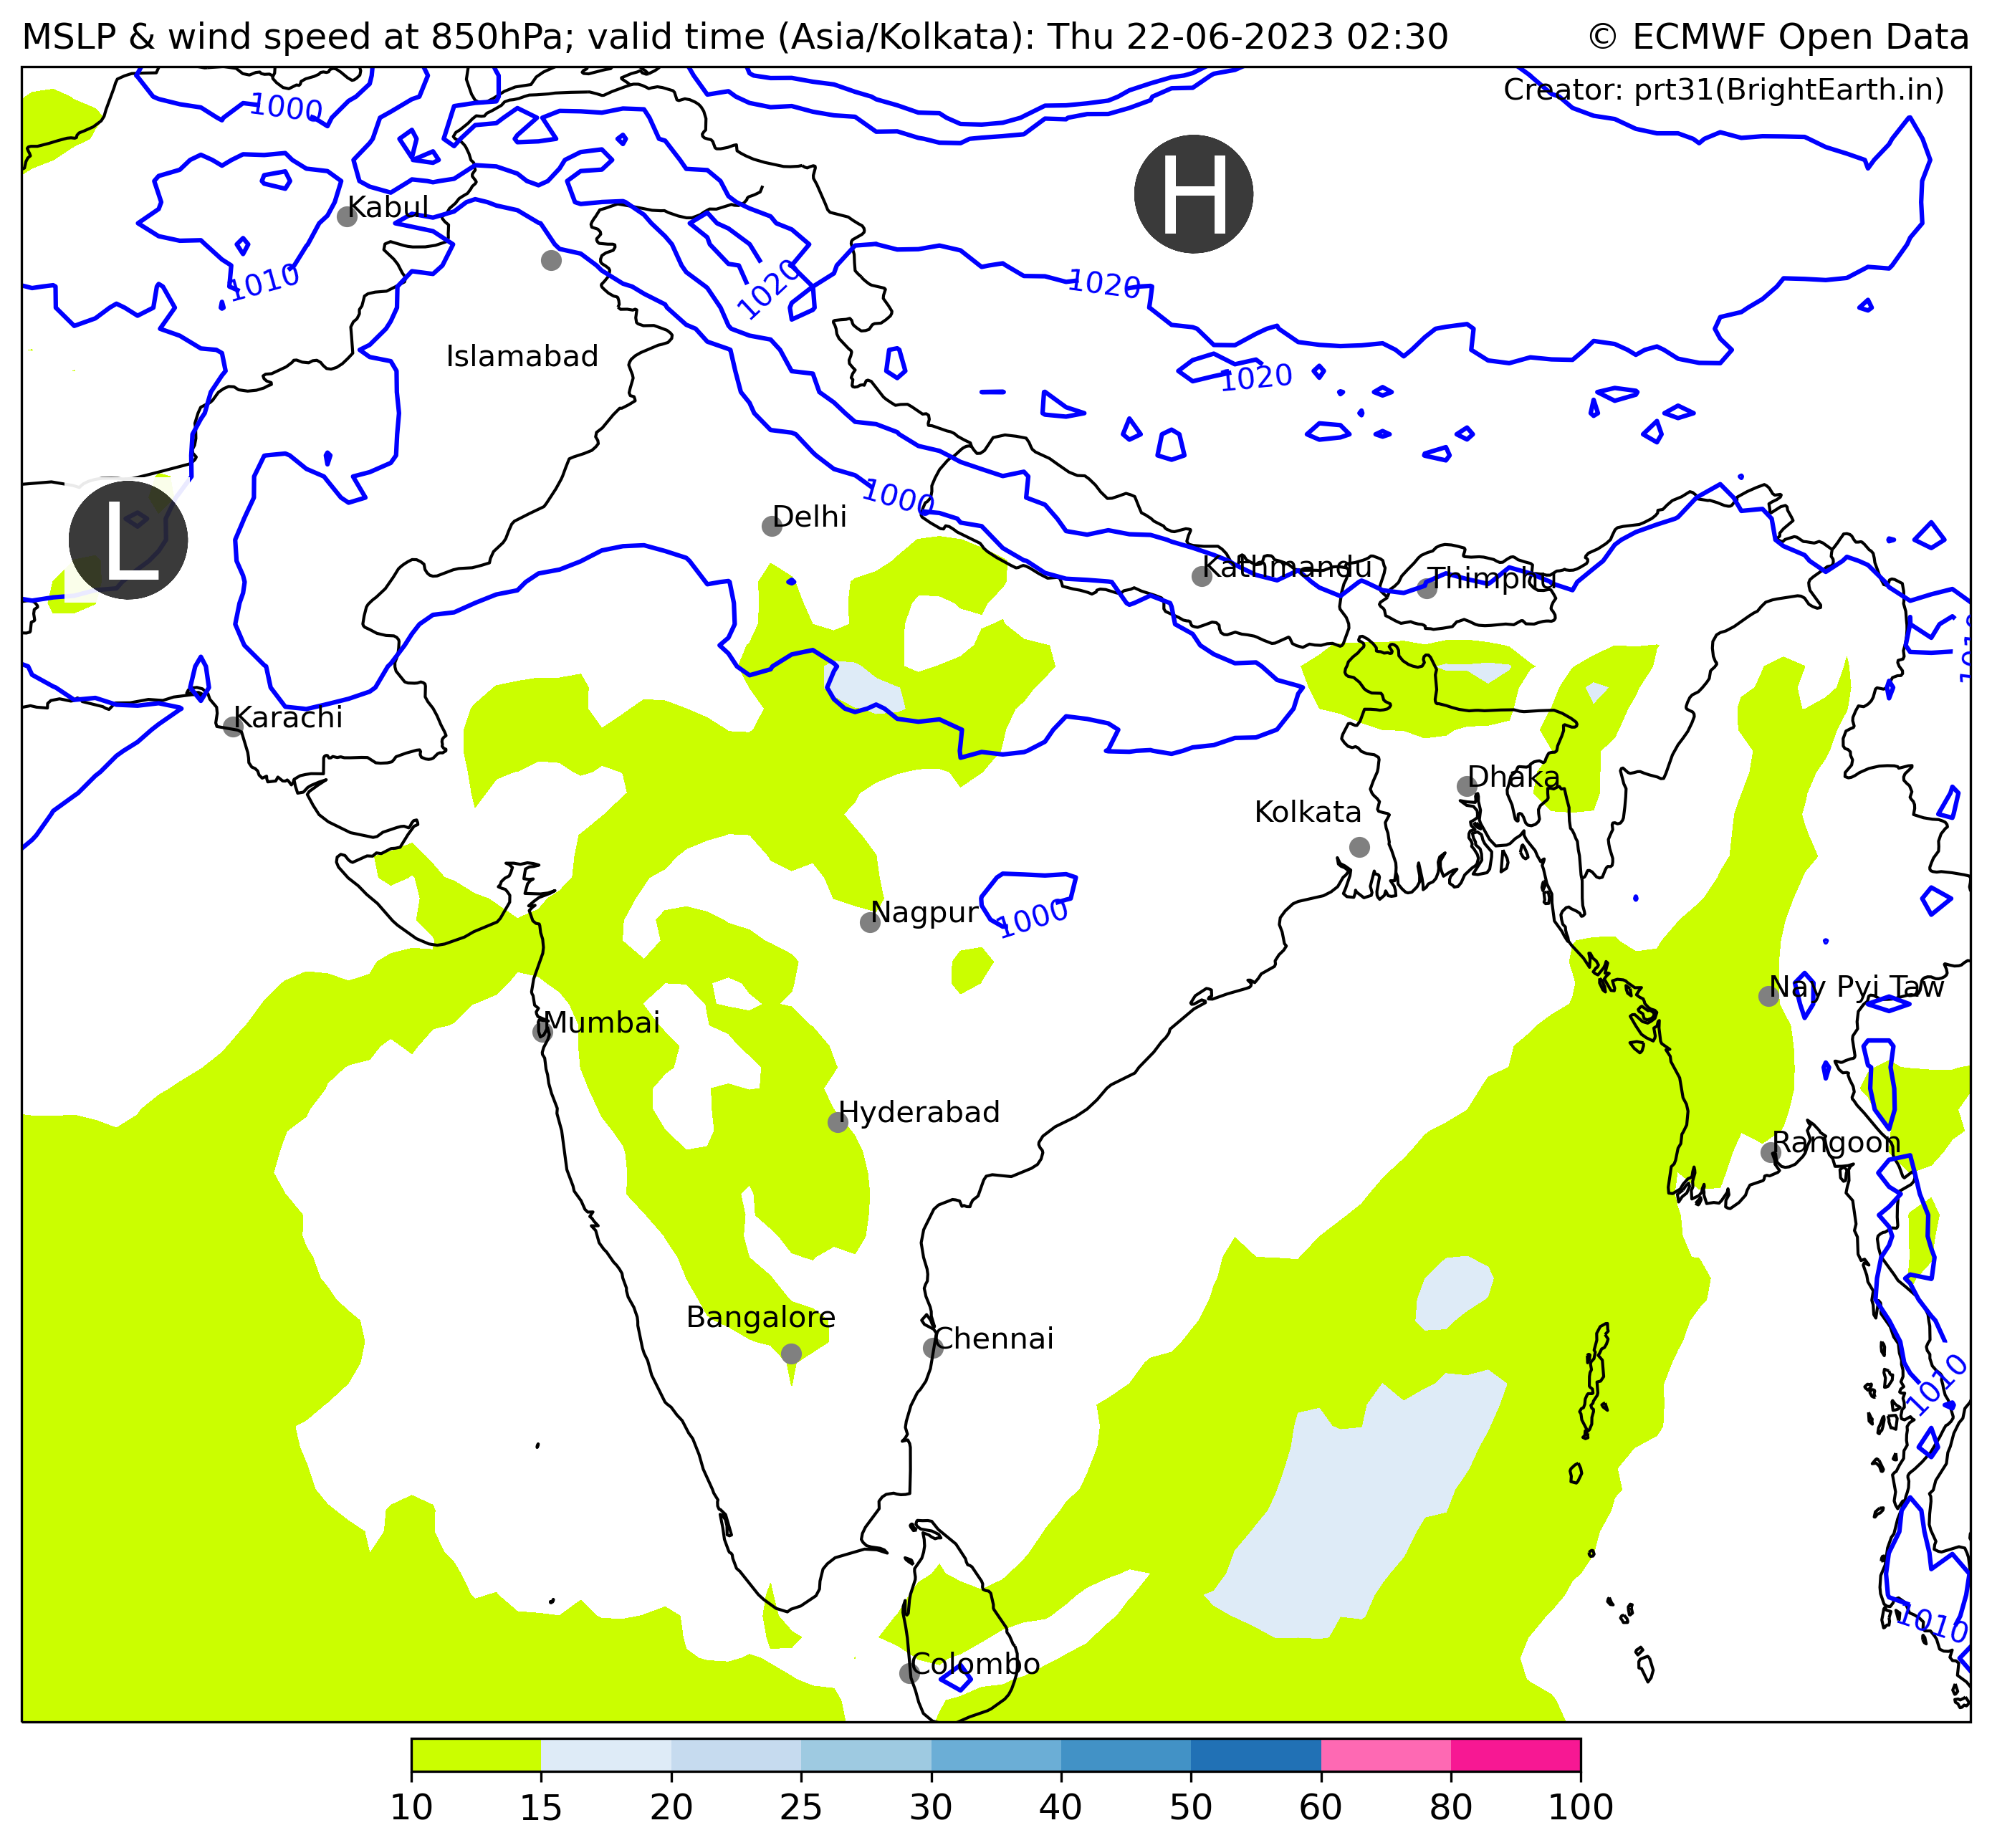 MSLP & wind speed at 850hPa; valid time (Asia/Kolkata): Thu 22-06-2023 02:30 © ECMWF Open Data
Creator: prt31(BrightEarth.in)
1000
H
Kabul
1010
1020
1020
Islamabad
1020
1000
Delhi
L
Kathmandu
Thimphu
1010
Karachi
Dhaka
Kolkata
Nagpur
1000
Nay Pyi Taw
Mumbai
Hyderabad
Rangoon
Bangalore
Chennai
1010
1010
Colombo
10 15 20 25 30 40 50 60 80 100